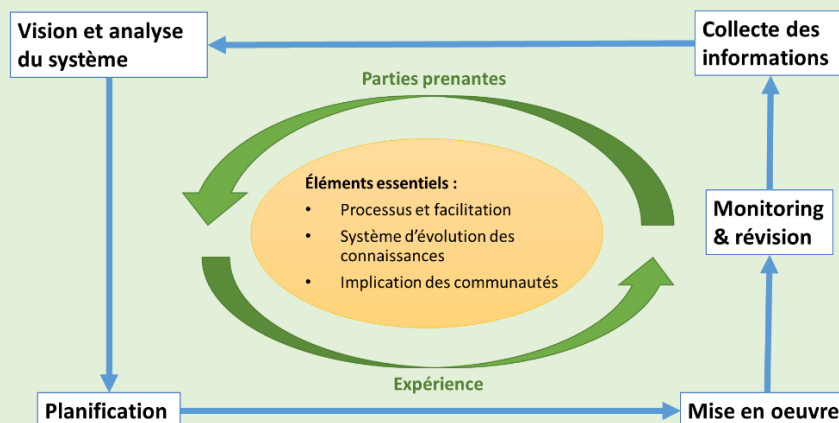 Vision et analyse
du système
Collecte des
informations
Parties prenantes
Éléments essentiels :
• Processus et facilitation
• Système d'évolution des
connaissances
• Implication des communautés
Monitoring
& révision
Expérience
Planification
Mise en oeuvre